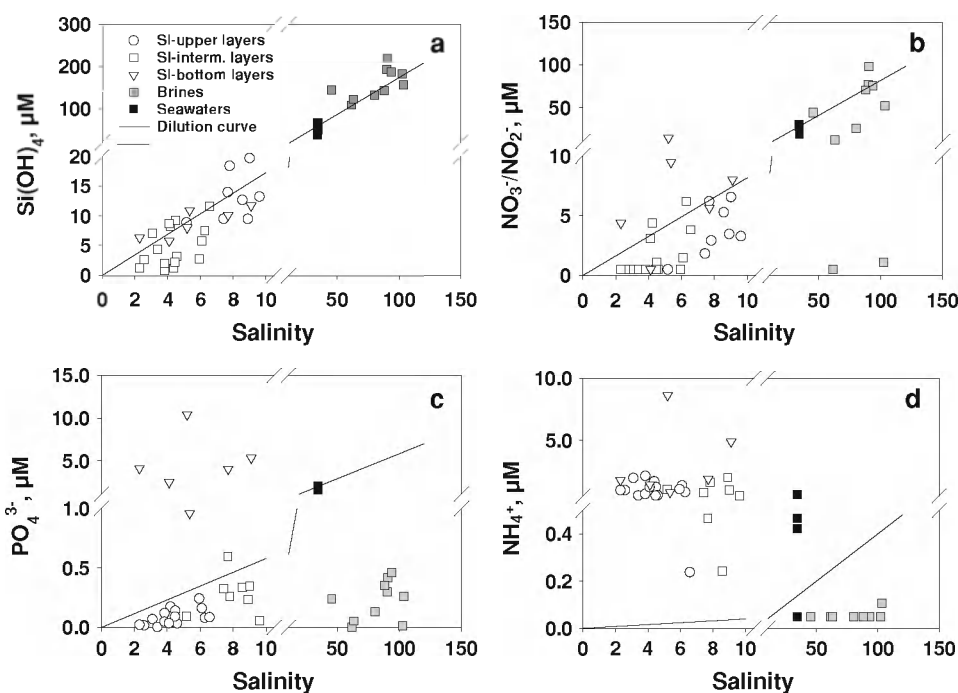 300
200
100
20
15
10
5
0
Si(OH)4, µM
SI-upper layers
SI-interm. layers
SI-bottom layers
Brines
Seawaters
Dilution curve
a
0 2 4 6 8 10 50 100 150
Salinity
150
100
50
10
5
0
NO3-/NO2-, µM
b
0 2 4 6 8 10 50 100 150
Salinity
15.0
10.0
5.0
1.0
0.5
0.0
PO4 3-, µM
c
0 2 4 6 8 10 50 100 150
Salinity
10.0
5.0
0.4
0.2
0.0
NH4+, µM
d
0 2 4 6 8 10 50 100 150
Salinity